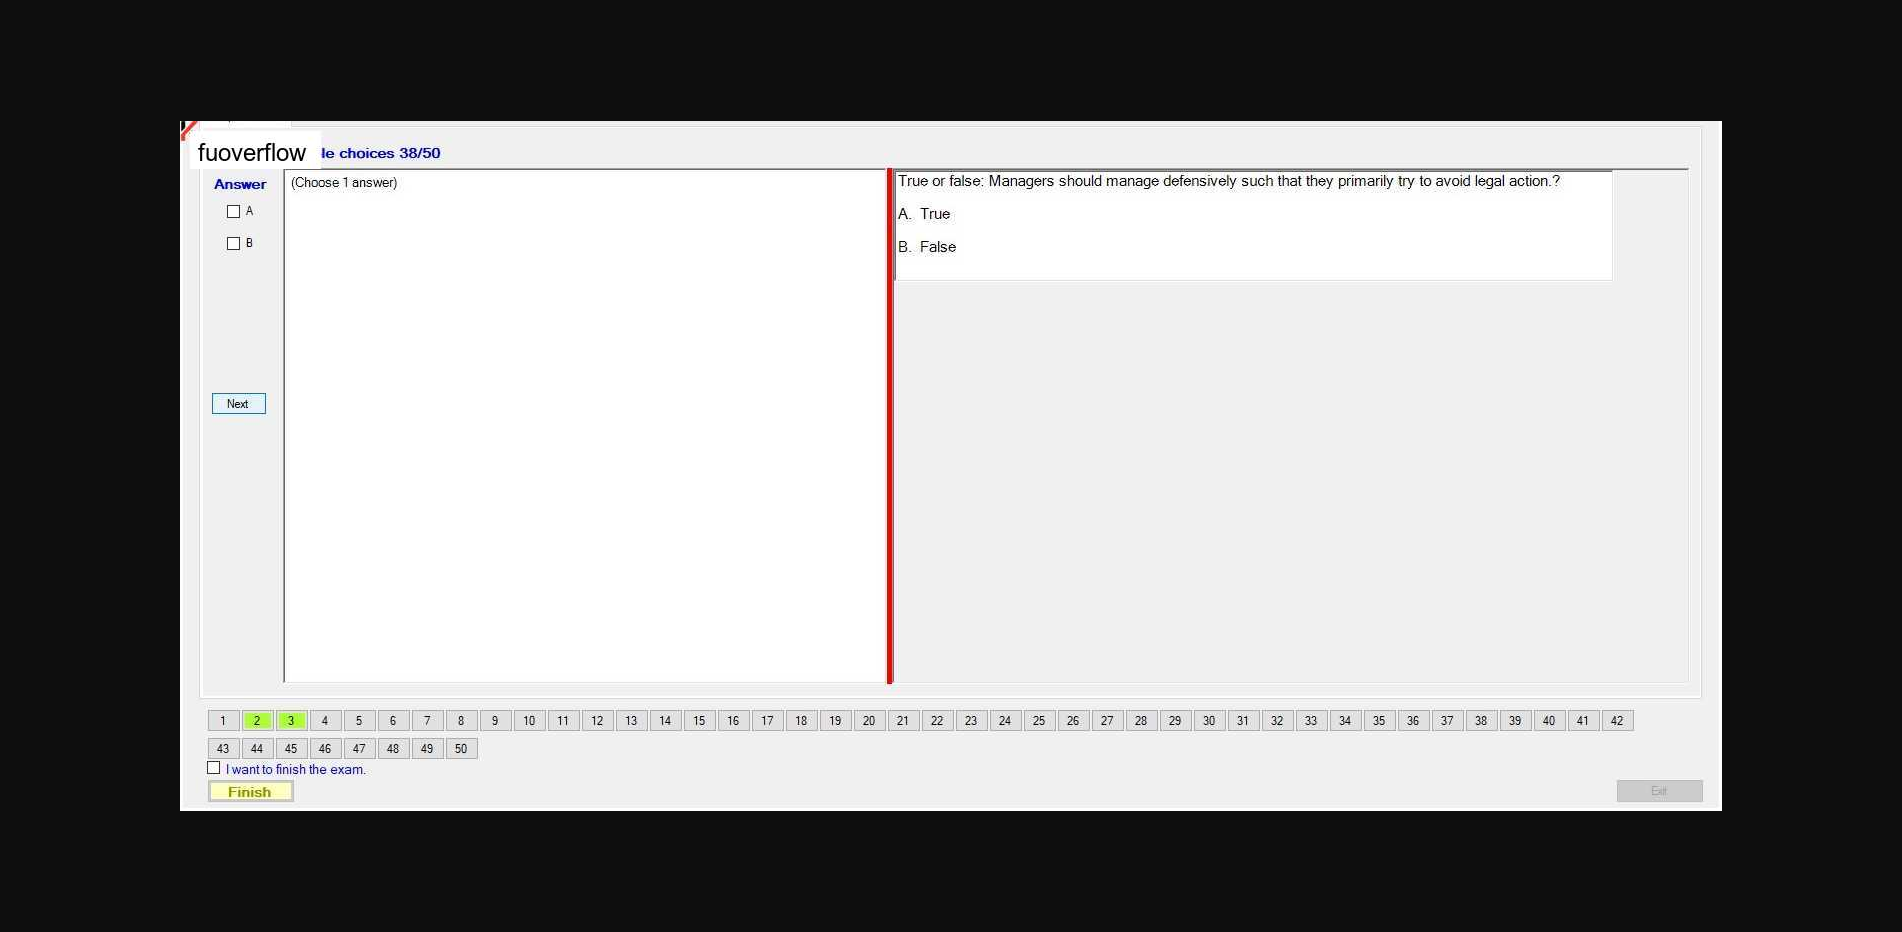 fuoverflow
le choices 38/50
Answer
(Choose 1 answer)
A
B
Next
True or false: Managers should manage defensively such that they primarily try to avoid legal action.?
A. True
B. False
1 2 3 4 5 6 7 8 9 10 11 12 13 14 15 16 17 18 19 20 21 22 23 24 25 26 27 28 29 30 31 32 33 34 35 36 37 38 39 40 41 42
43 44 45 46 47 48 49 50
I want to finish the exam.
Finish
Exit